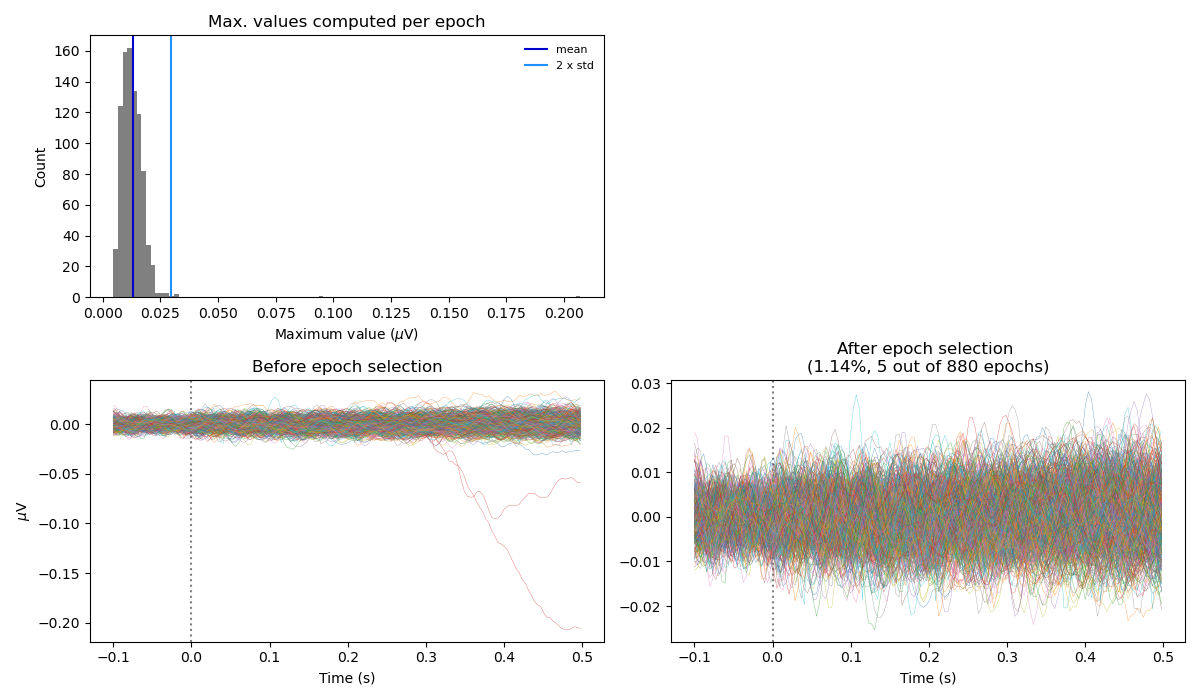 Max. values computed per epoch
mean
2 x std
160
140
120
100
80
60
40
20
0
Count
0.000 0.025 0.050 0.075 0.100 0.125 0.150 0.175 0.200
Maximum value (μV)
Before epoch selection
0.00
−0.05
−0.10
−0.15
−0.20
μV
−0.1 0.0 0.1 0.2 0.3 0.4 0.5
Time (s)
After epoch selection
(1.14%, 5 out of 880 epochs)
0.03
0.02
0.01
0.00
−0.01
−0.02
−0.1 0.0 0.1 0.2 0.3 0.4 0.5
Time (s)